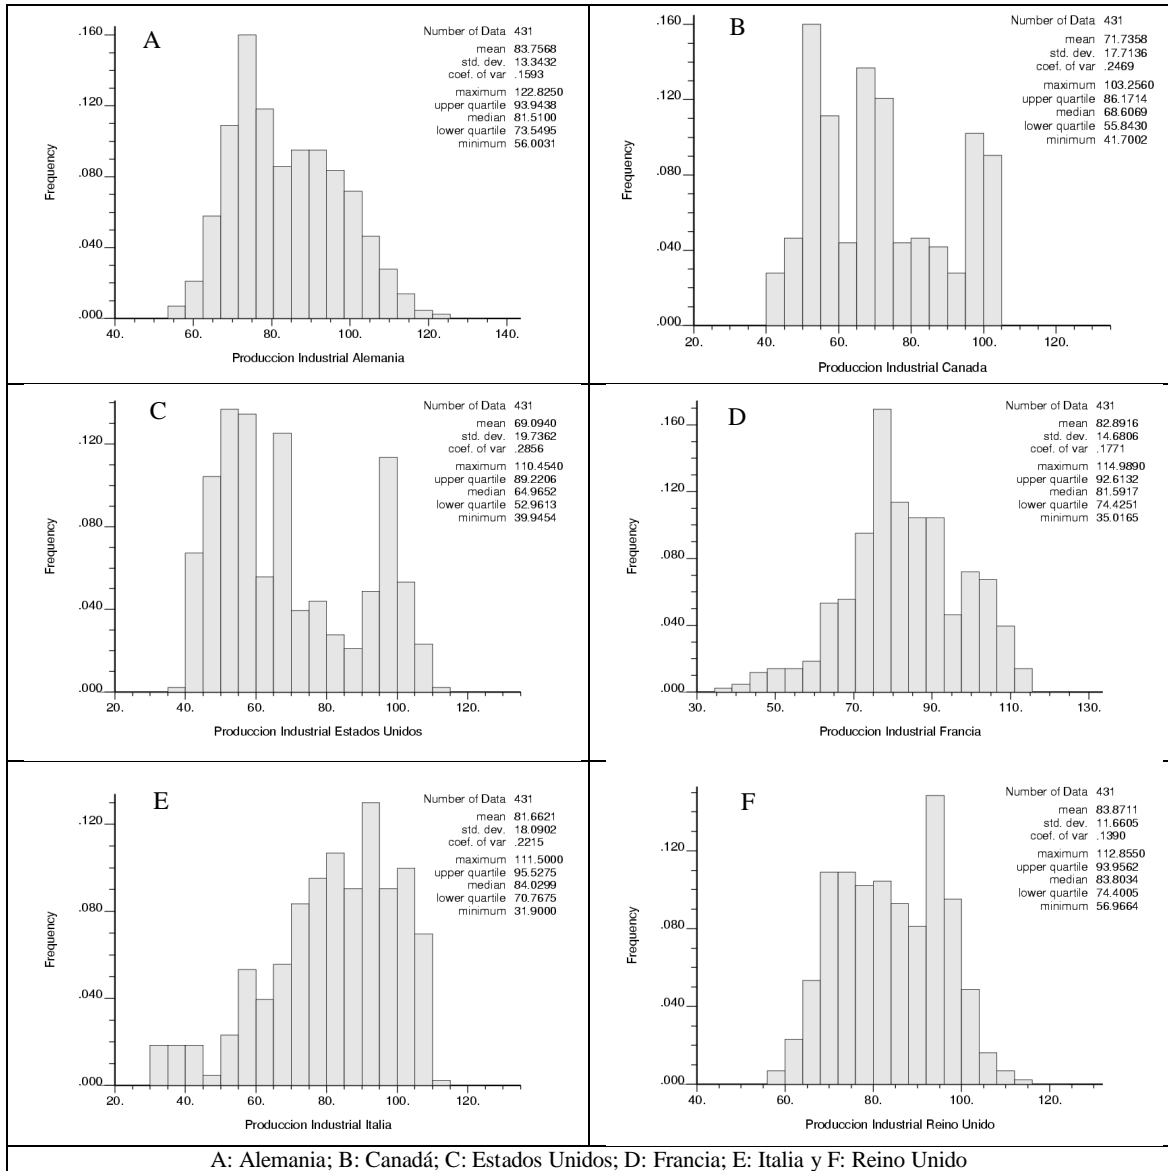 A
Number of Data 431
mean 83.7568
std. dev. 13.3432
coef. of var .1593
maximum 122.8250
upper quartile 93.9438
median 81.5100
lower quartile 73.5495
minimum 56.0031
Frequency
.160
.120
.080
.040
.000
40. 60. 80. 100. 120. 140.
Produccion Industrial Alemania
B
Number of Data 431
mean 71.7358
std. dev. 17.7136
coef. of var .2469
maximum 103.2560
upper quartile 86.1714
median 68.6069
lower quartile 55.8430
minimum 41.7002
Frequency
.160
.120
.080
.040
.000
20. 40. 60. 80. 100. 120.
Produccion Industrial Canada
C
Number of Data 431
mean 69.0940
std. dev. 19.7362
coef. of var .2856
maximum 110.4540
upper quartile 89.2206
median 64.9652
lower quartile 52.9613
minimum 39.9454
Frequency
.120
.080
.040
.000
20. 40. 60. 80. 100. 120.
Produccion Industrial Estados Unidos
D
Number of Data 431
mean 82.8916
std. dev. 14.6806
coef. of var .1771
maximum 114.9890
upper quartile 92.6132
median 81.5917
lower quartile 74.4251
minimum 35.0165
Frequency
.160
.120
.080
.040
.000
30. 50. 70. 90. 110. 130.
Produccion Industrial Francia
E
Number of Data 431
mean 81.6621
std. dev. 18.0902
coef. of var .2215
maximum 111.5000
upper quartile 95.5275
median 84.0299
lower quartile 70.7675
minimum 31.9000
Frequency
.120
.080
.040
.000
20. 40. 60. 80. 100. 120.
Produccion Industrial Italia
F
Number of Data 431
mean 83.8711
std. dev. 11.6605
coef. of var .1390
maximum 112.8550
upper quartile 93.9562
median 83.8034
lower quartile 74.4005
minimum 56.9664
Frequency
.120
.080
.040
.000
40. 60. 80. 100. 120.
Produccion Industrial Reino Unido
A: Alemania; B: Canadá; C: Estados Unidos; D: Francia; E: Italia y F: Reino Unido